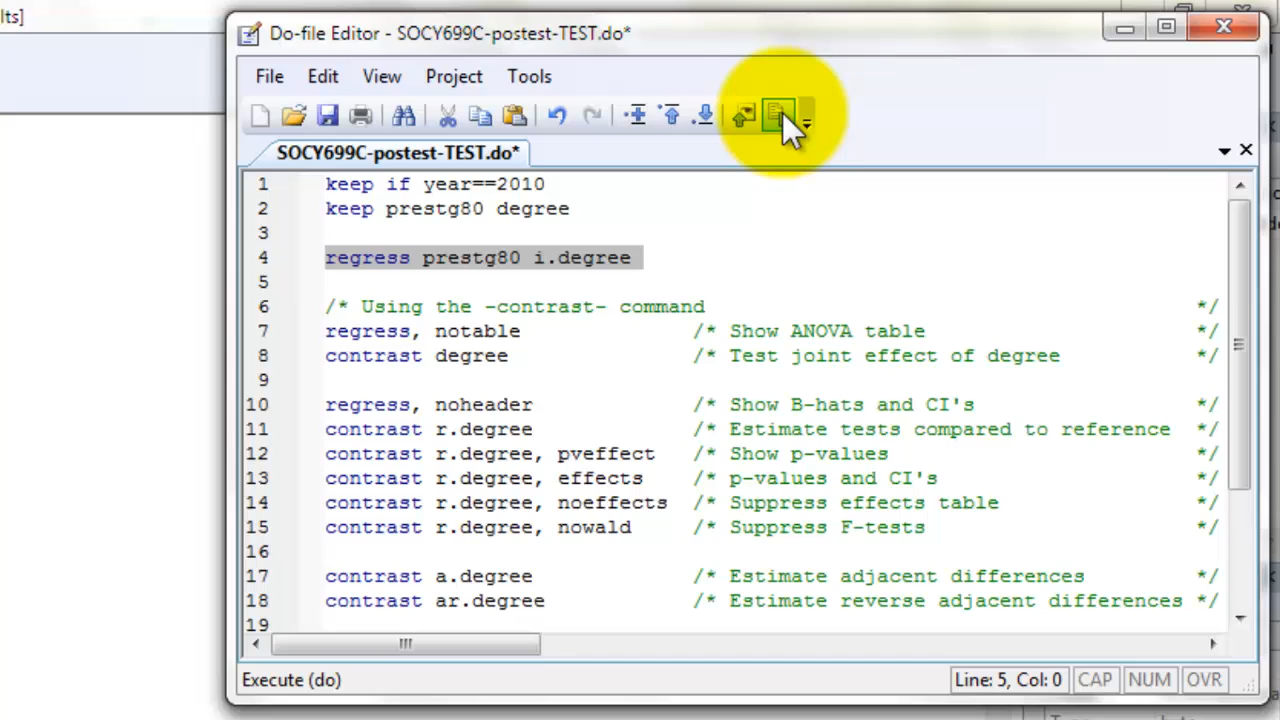 lts]
Do-file Editor - SOCY699C-postest-TEST.do*
File Edit View Project Tools
SOCY699C-postest-TEST.do*
1 keep if year==2010
2 keep prestg80 degree
3
4 regress prestg80 i.degree
5
6 /* Using the -contrast- command */
7 regress, notable /* Show ANOVA table */
8 contrast degree /* Test joint effect of degree */
9
10 regress, noheader /* Show B-hats and CI's */
11 contrast r.degree /* Estimate tests compared to reference */
12 contrast r.degree, pveffect /* Show p-values */
13 contrast r.degree, effects /* p-values and CI's */
14 contrast r.degree, noeffects /* Suppress effects table */
15 contrast r.degree, nowald /* Suppress F-tests */
16
17 contrast a.degree /* Estimate adjacent differences */
18 contrast ar.degree /* Estimate reverse adjacent differences */
19
Execute (do) Line: 5, Col: 0 CAP NUM OVR